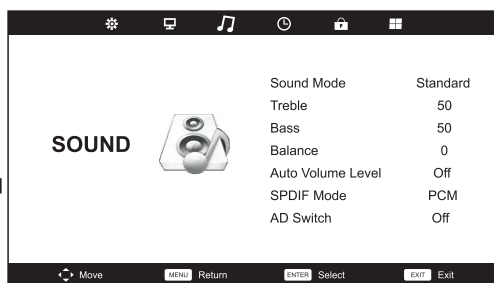 SOUND
Sound Mode Standard
Treble 50
Bass 50
Balance 0
Auto Volume Level Off
SPDIF Mode PCM
AD Switch Off
Move MENU Return ENTER Select EXIT Exit